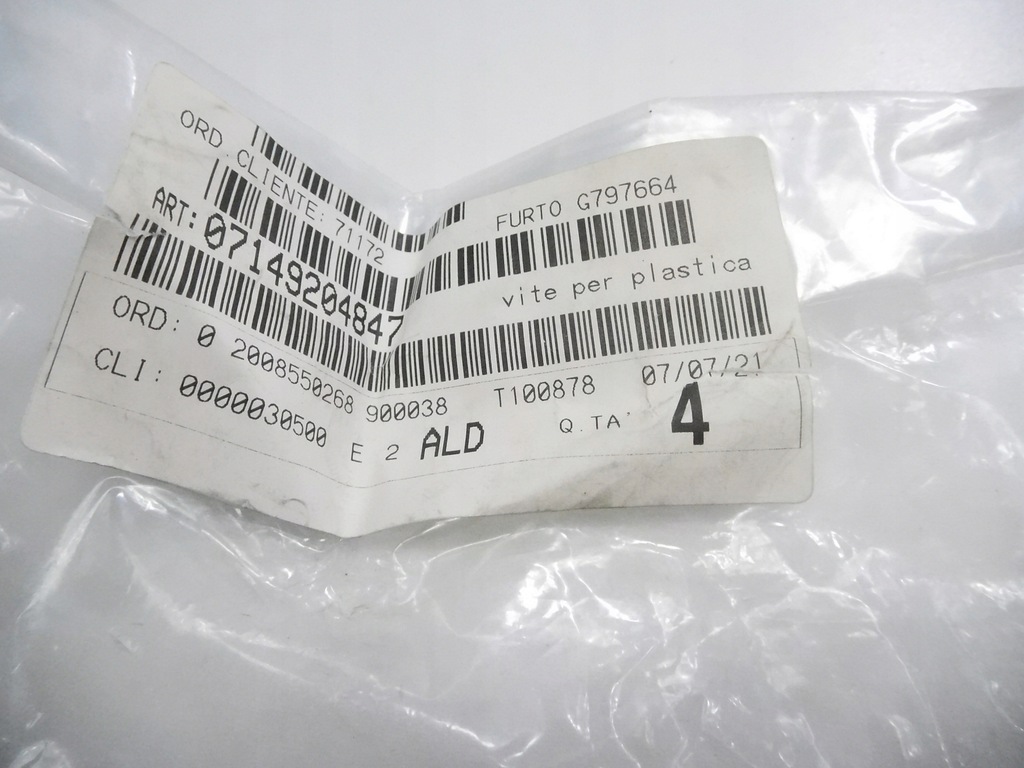 ORD.CLIENTE: 71172 FURTO G797664
ART: 07149204847 vite per plastica
ORD: 0 2008550268 900038 T100878 07/07/21
CLI: 0000030500 E 2 ALD Q.TA' 4